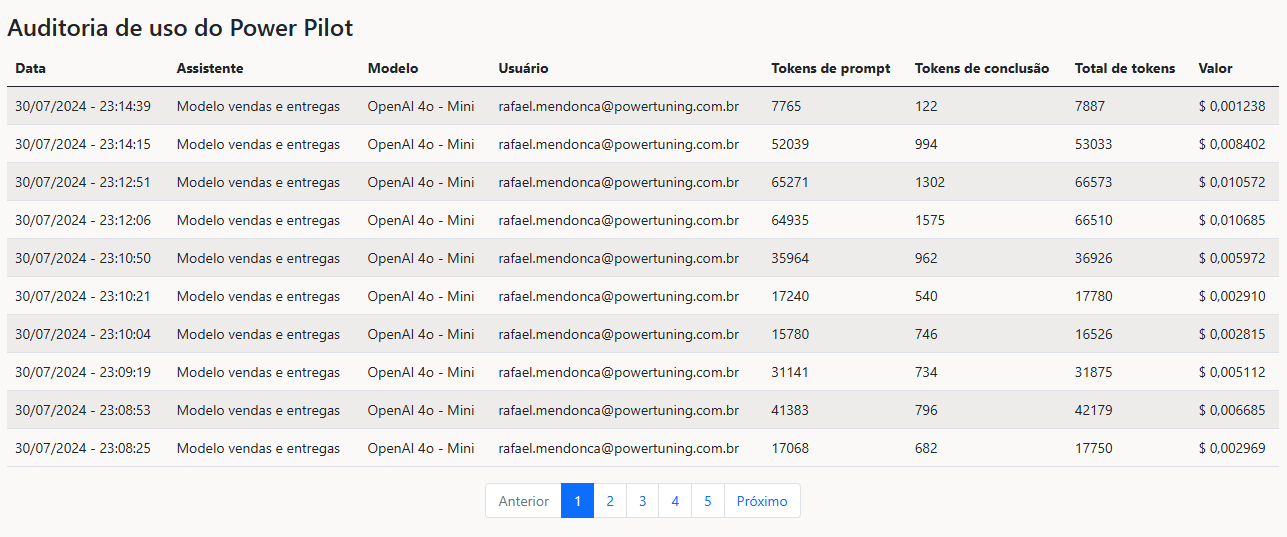 Auditoria de uso do Power Pilot
Data Assistente Modelo Usuário Tokens de prompt Tokens de conclusão Total de tokens Valor
30/07/2024 - 23:14:39 Modelo vendas e entregas OpenAI 4o - Mini rafael.mendonca@powertuning.com.br 7765 122 7887 $ 0,001238
30/07/2024 - 23:14:15 Modelo vendas e entregas OpenAI 4o - Mini rafael.mendonca@powertuning.com.br 52039 994 53033 $ 0,008402
30/07/2024 - 23:12:51 Modelo vendas e entregas OpenAI 4o - Mini rafael.mendonca@powertuning.com.br 65271 1302 66573 $ 0,010572
30/07/2024 - 23:12:06 Modelo vendas e entregas OpenAI 4o - Mini rafael.mendonca@powertuning.com.br 64935 1575 66510 $ 0,010685
30/07/2024 - 23:10:50 Modelo vendas e entregas OpenAI 4o - Mini rafael.mendonca@powertuning.com.br 35964 962 36926 $ 0,005972
30/07/2024 - 23:10:21 Modelo vendas e entregas OpenAI 4o - Mini rafael.mendonca@powertuning.com.br 17240 540 17780 $ 0,002910
30/07/2024 - 23:10:04 Modelo vendas e entregas OpenAI 4o - Mini rafael.mendonca@powertuning.com.br 15780 746 16526 $ 0,002815
30/07/2024 - 23:09:19 Modelo vendas e entregas OpenAI 4o - Mini rafael.mendonca@powertuning.com.br 31141 734 31875 $ 0,005112
30/07/2024 - 23:08:53 Modelo vendas e entregas OpenAI 4o - Mini rafael.mendonca@powertuning.com.br 41383 796 42179 $ 0,006685
30/07/2024 - 23:08:25 Modelo vendas e entregas OpenAI 4o - Mini rafael.mendonca@powertuning.com.br 17068 682 17750 $ 0,002969
Anterior 1 2 3 4 5 Próximo